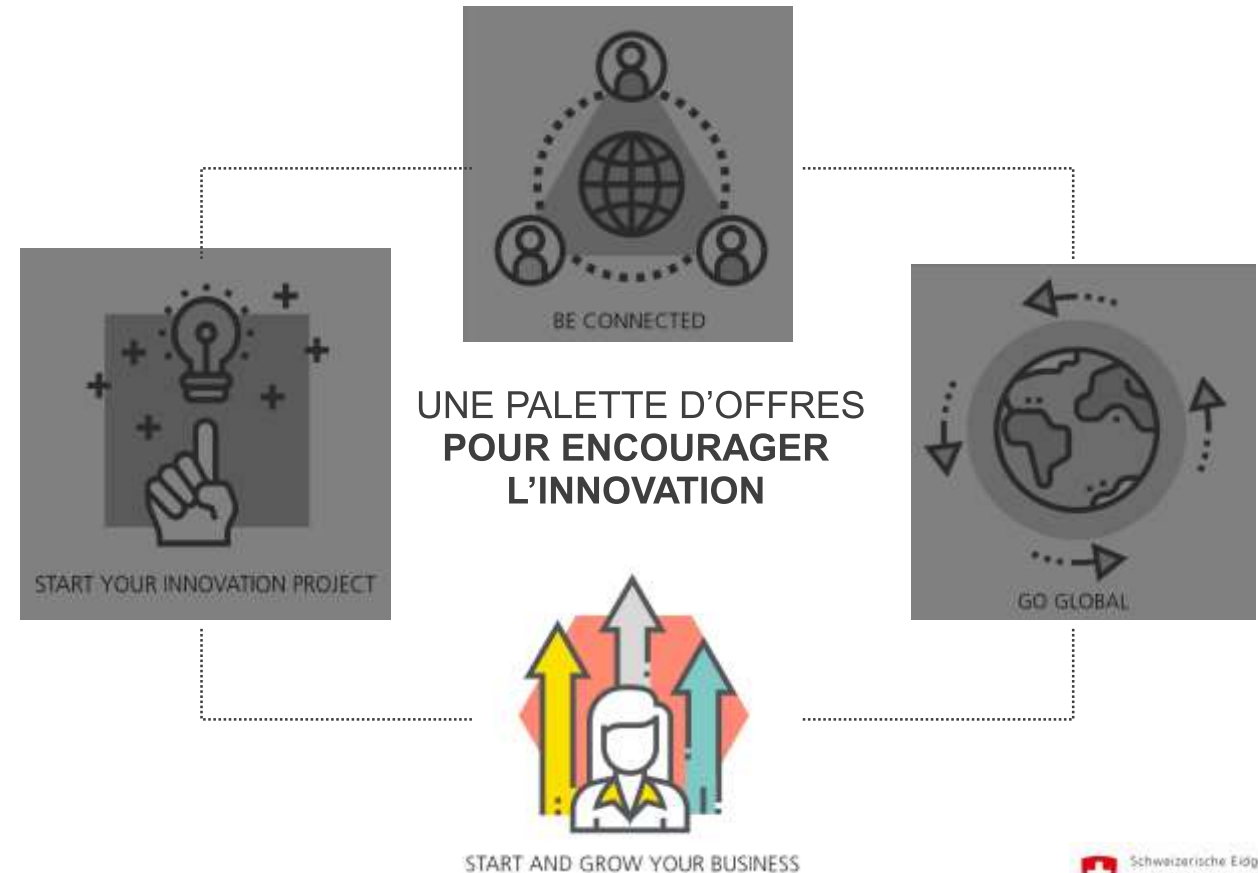 BE CONNECTED
UNE PALETTE D’OFFRES
POUR ENCOURAGER
L’INNOVATION
START YOUR INNOVATION PROJECT
GO GLOBAL
START AND GROW YOUR BUSINESS
Schweizerische Eidg